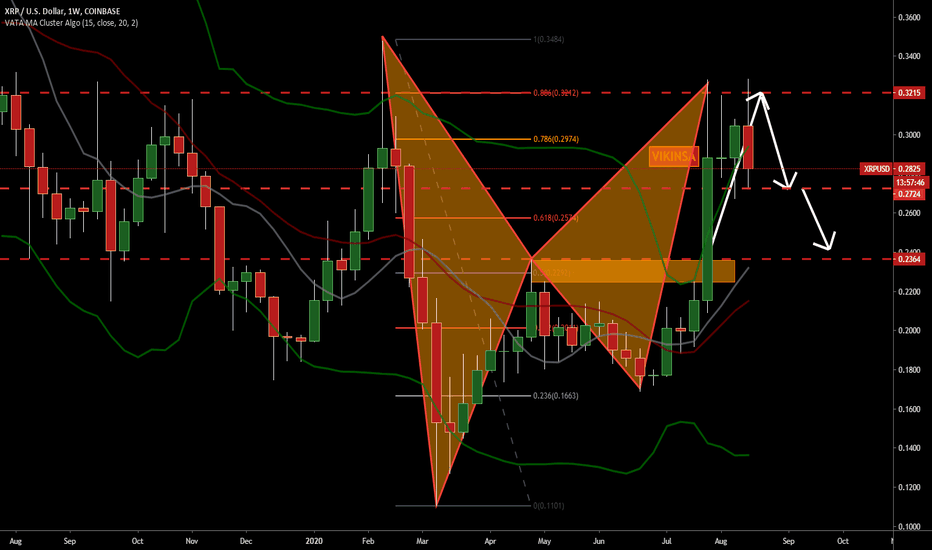 XRP / U.S. Dollar, 1W, COINBASE
VATA MA Cluster Algo (15, close, 20, 2)
0.3600
0.3400
0.3215
0.3000
XRPUSD
0.2825
13:57:46
0.2724
0.2600
0.2364
0.2200
0.2000
0.1800
0.1600
0.1400
0.1200
0.1000
1(0.3484)
0.886(0.3212)
0.786(0.2974)
0.236(0.1663)
0(0.1101)
VIKINSA
Aug
Sep
Oct
Nov
Dec
2020
Feb
Mar
Apr
May
Jun
Jul
Aug
Sep
Oct